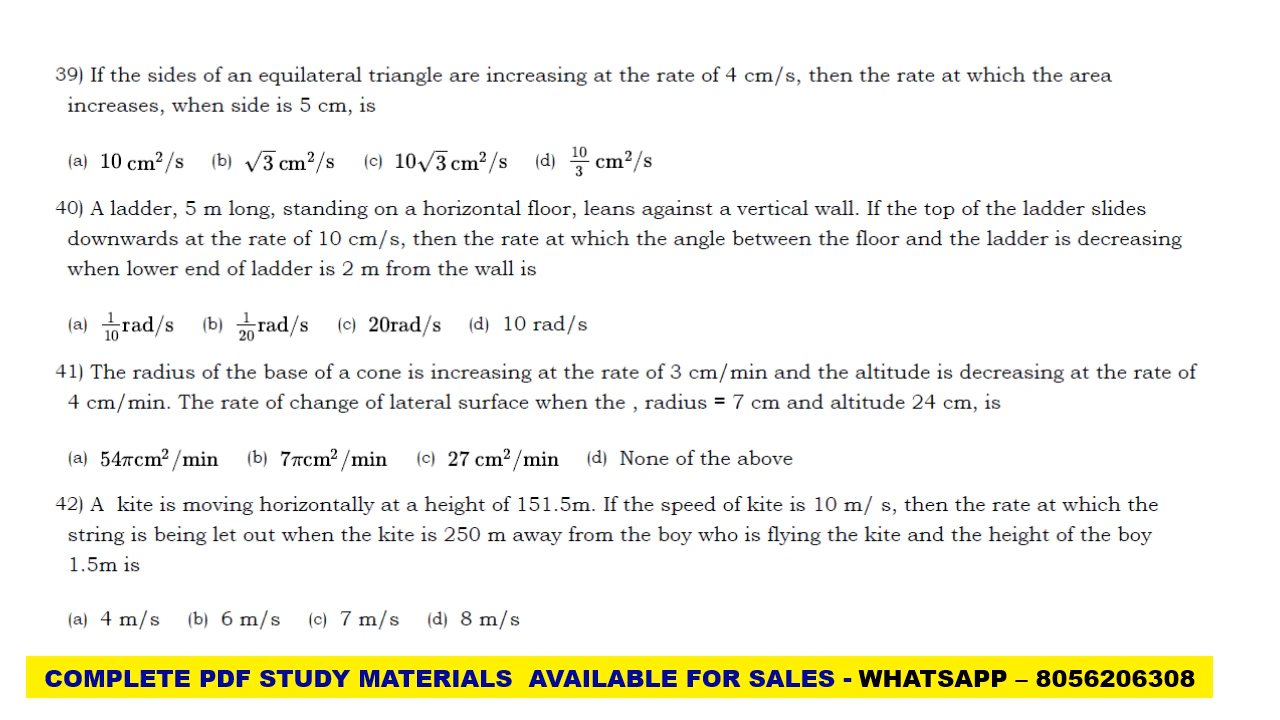 39) If the sides of an equilateral triangle are increasing at the rate of 4 cm/s, then the rate at which the area
increases, when side is 5 cm, is
(a) 10 cm²/s (b) √3 cm²/s (c) 10√3 cm²/s (d) 10/3 cm²/s
40) A ladder, 5 m long, standing on a horizontal floor, leans against a vertical wall. If the top of the ladder slides
downwards at the rate of 10 cm/s, then the rate at which the angle between the floor and the ladder is decreasing
when lower end of ladder is 2 m from the wall is
(a) 1/10 rad/s (b) 1/20 rad/s (c) 20rad/s (d) 10 rad/s
41) The radius of the base of a cone is increasing at the rate of 3 cm/min and the altitude is decreasing at the rate of
4 cm/min. The rate of change of lateral surface when the , radius = 7 cm and altitude 24 cm, is
(a) 54πcm²/min (b) 7πcm²/min (c) 27 cm²/min (d) None of the above
42) A kite is moving horizontally at a height of 151.5m. If the speed of kite is 10 m/ s, then the rate at which the
string is being let out when the kite is 250 m away from the boy who is flying the kite and the height of the boy
1.5m is
(a) 4 m/s (b) 6 m/s (c) 7 m/s (d) 8 m/s
COMPLETE PDF STUDY MATERIALS AVAILABLE FOR SALES - WHATSAPP – 8056206308